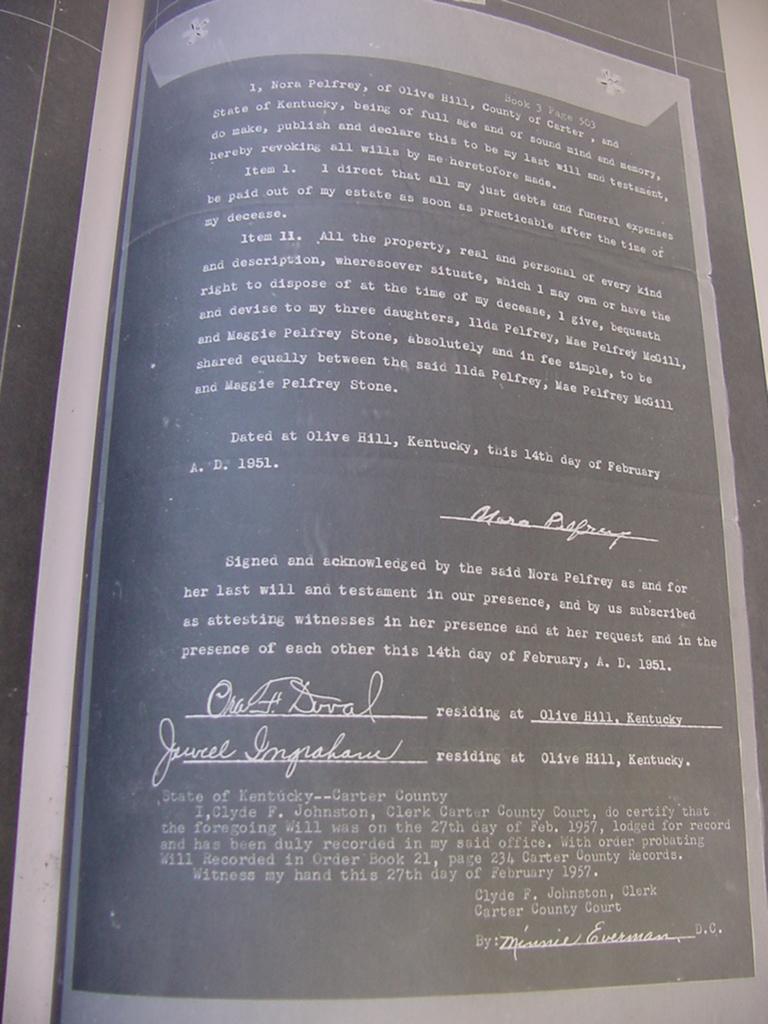 Book 3 Page 503
1, Nora Pelfrey, of Olive Hill, County of Carter , and
State of Kentucky, being of full age and of sound mind and memory,
do make, publish and declare this to be my last will and testament,
hereby revoking all wills by me heretofore made.
Item 1. I direct that all my just debts and funeral expenses
be paid out of my estate as soon as practicable after the time of
my decease.
Item 11. All the property, real and personal of every kind
and description, wheresoever situate, which 1 may own or have the
right to dispose of at the time of my decease, 1 give, bequeath
and devise to my three daughters, 1lda Pelfrey, Mae Pelfrey McGill,
and Maggie Pelfrey Stone, absolutely and in fee simple, to be
shared equally between the said 1lda Pelfrey, Mae Pelfrey McGill
and Maggie Pelfrey Stone.
Dated at Olive Hill, Kentucky, this 14th day of February
A. D. 1951.
Nora Pelfrey
Signed and acknowledged by the said Nora Pelfrey as and for
her last will and testament in our presence, and by us subscribed
as attesting witnesses in her presence and at her request and in the
presence of each other this 14th day of February, A. D. 1951.
Ora F. Duval residing at Olive Hill, Kentucky
Jewell Ingraham residing at Olive Hill, Kentucky.
State of Kentucky--Carter County
I,Clyde F. Johnston, Clerk Carter County Court, do certify that
the foregoing Will was on the 27th day of Feb. 1957, lodged for record
and has been duly recorded in my said office. With order probating
Will Recorded in Order Book 21, page 234 Carter County Records.
Witness my hand this 27th day of February 1957.
Clyde F. Johnston, Clerk
Carter County Court
By: Minnie Everman D.C.